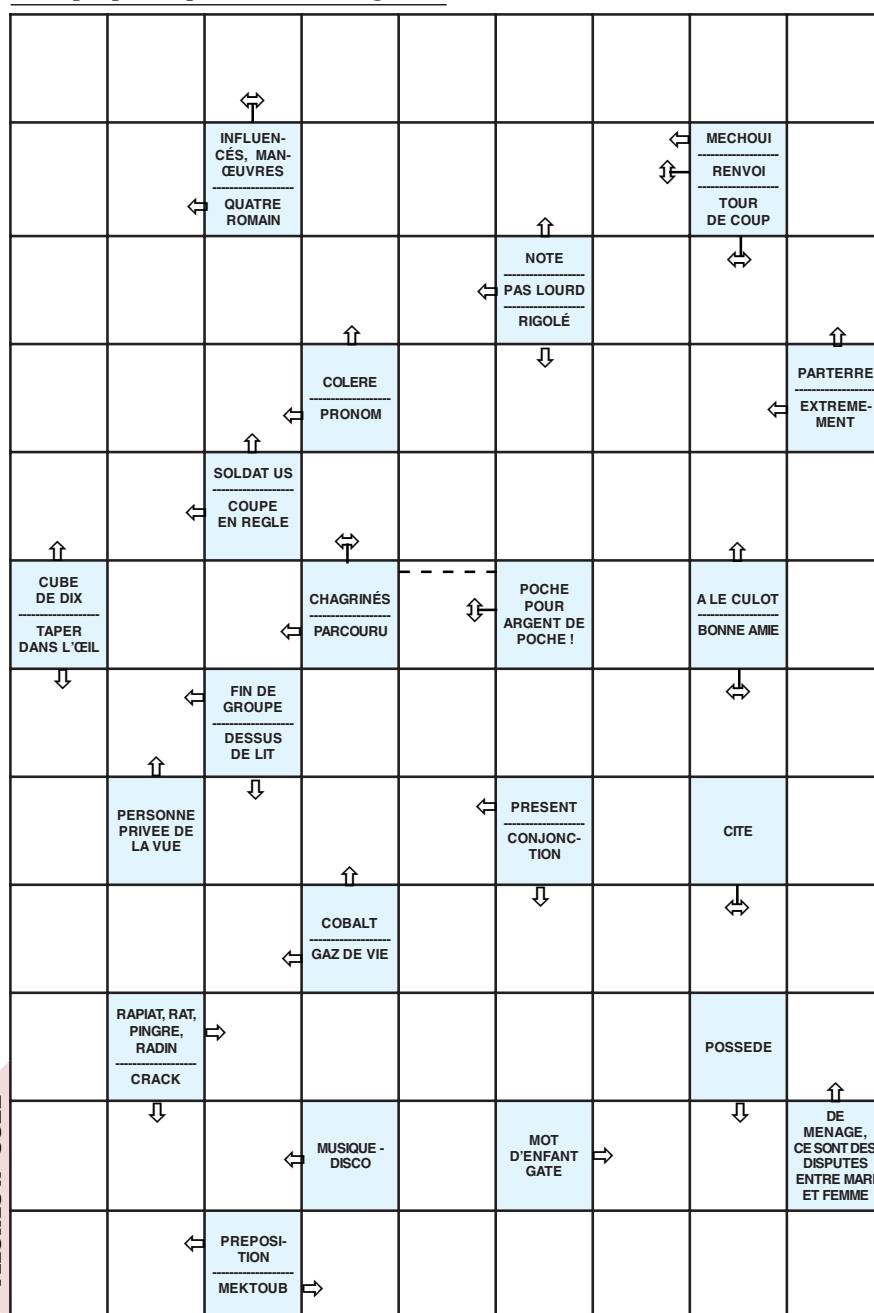 INFLUEN-
CÉS, MAN-
ŒUVRES
QUATRE
ROMAIN
MECHOUI
RENVOI
TOUR
DE COUP
NOTE
PAS LOURD
RIGOLÉ
COLERE
PRONOM
PARTERRE
EXTREME-
MENT
SOLDAT US
COUPE
EN REGLE
CUBE
DE DIX
TAPER
DANS L'ŒIL
CHAGRINÉS
PARCOURU
POCHE
POUR
ARGENT DE
POCHE !
A LE CULOT
BONNE AMIE
FIN DE
GROUPE
DESSUS
DE LIT
PERSONNE
PRIVEE DE
LA VUE
PRESENT
CONJONC-
TION
CITE
COBALT
GAZ DE VIE
RAPIAT, RAT,
PINGRE,
RADIN
CRACK
POSSEDE
MUSIQUE -
DISCO
MOT
D'ENFANT
GATE
DE
MENAGE,
CE SONT DES
DISPUTES
ENTRE MARI
ET FEMME
PREPOSI-
TION
MEKTOUB